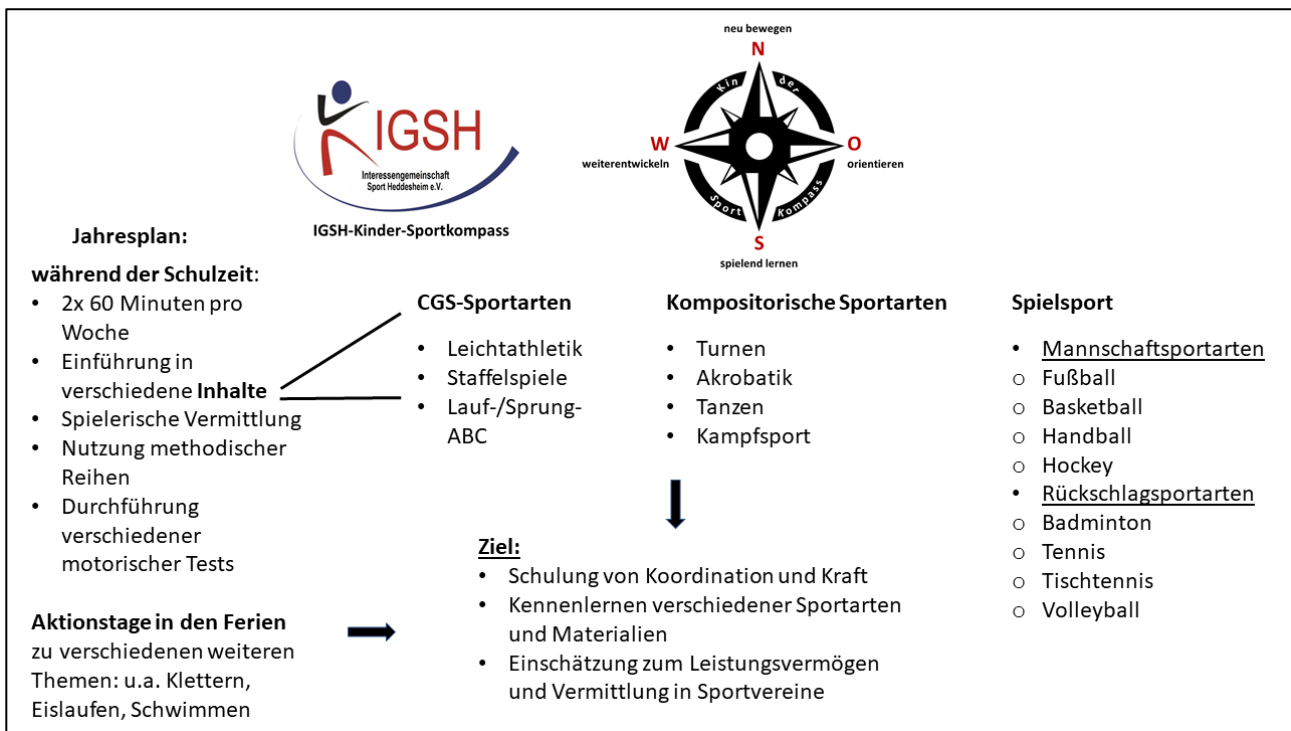 neu bewegen
N
Kin der
W
O
weiterentwickeln
orientieren
Sport Kompass
S
spielend lernen
IGSH
Interessengemeinschaft
Sport Heddesheim e.V.
IGSH-Kinder-Sportkompass
Jahresplan:
während der Schulzeit:
• 2x 60 Minuten pro
Woche
• Einführung in
verschiedene Inhalte
• Spielerische Vermittlung
• Nutzung methodischer
Reihen
• Durchführung
verschiedener
motorischer Tests
Aktionstage in den Ferien
zu verschiedenen weiteren
Themen: u.a. Klettern,
Eislaufen, Schwimmen
CGS-Sportarten
• Leichtathletik
• Staffelspiele
• Lauf-/Sprung-
ABC
Kompositorische Sportarten
• Turnen
• Akrobatik
• Tanzen
• Kampfsport
Spielsport
• Mannschaftsportarten
o Fußball
o Basketball
o Handball
o Hockey
• Rückschlagsportarten
o Badminton
o Tennis
o Tischtennis
o Volleyball
Ziel:
• Schulung von Koordination und Kraft
• Kennenlernen verschiedener Sportarten
und Materialien
• Einschätzung zum Leistungsvermögen
und Vermittlung in Sportvereine